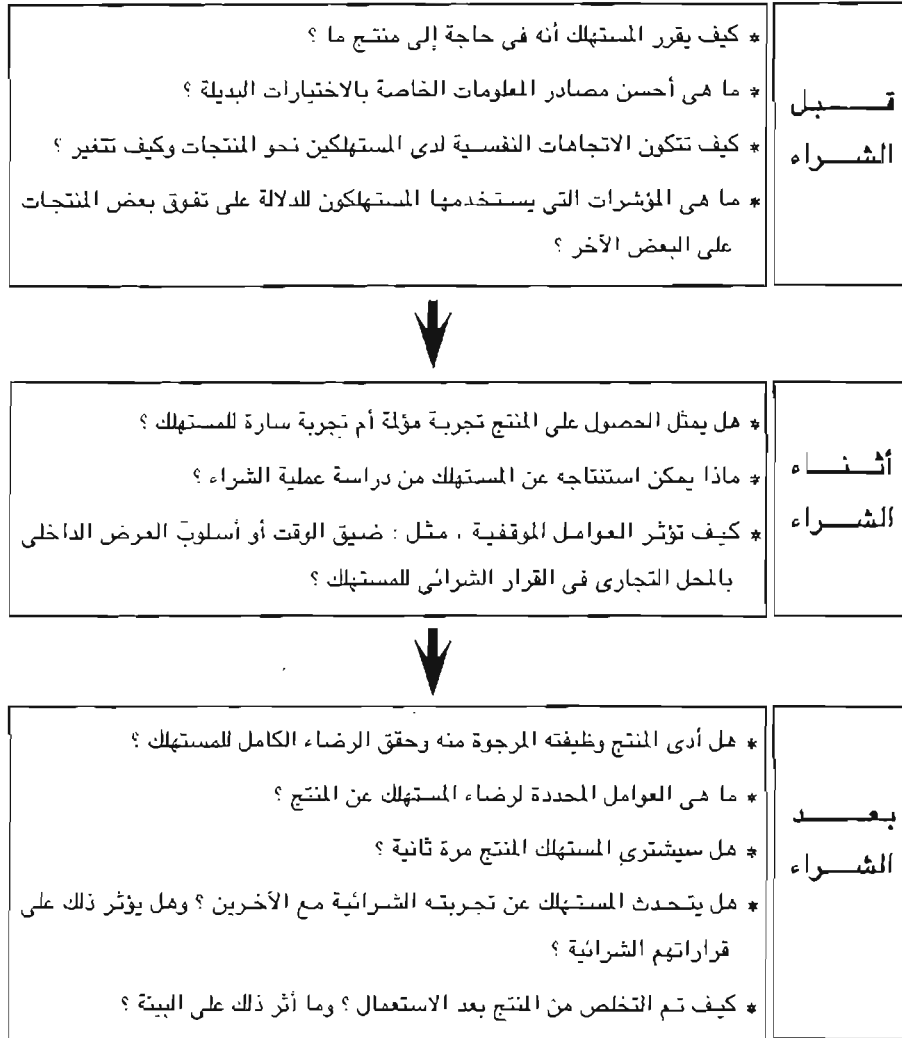 قبل
الشراء
* كيف يقرر المستهلك أنه فى حاجة إلى منتج ما ؟
* ما هى أحسن مصادر المعلومات الخاصة بالاختيارات البديلة ؟
* كيف تتكون الاتجاهات النفسية لدى المستهلكين نحو المنتجات وكيف تتغير ؟
* ما هى المؤشرات التى يستخدمها المستهلكون للدلالة على تفوق بعض المنتجات
على البعض الآخر ؟
أثناء
الشراء
* هل يمثل الحصول على المنتج تجربة مؤلمة أم تجربة سارة للمستهلك ؟
* ماذا يمكن استنتاجه عن المستهلك من دراسة عملية الشراء ؟
* كيف تؤثر العوامل الموقفية ، مثل : ضيق الوقت أو أسلوب العرض الداخلى
بالمحل التجارى فى القرار الشرائي للمستهلك ؟
بعد
الشراء
* هل أدى المنتج وظيفته المرجوة منه وحقق الرضاء الكامل للمستهلك ؟
* ما هى العوامل المحددة لرضاء المستهلك عن المنتج ؟
* هل سيشترى المستهلك المنتج مرة ثانية ؟
* هل يتحدث المستهلك عن تجربته الشرائية مع الآخرين ؟ وهل يؤثر ذلك على
قراراتهم الشرائية ؟
* كيف تم التخلص من المنتج بعد الاستعمال ؟ وما أثر ذلك على البيئة ؟